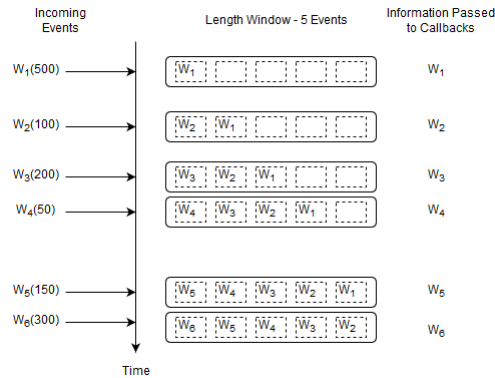 Incoming
Events
Length Window - 5 Events
Information Passed
to Callbacks
W₁(500)
W₁
W₁
W₂(100)
W₂ W₁
W₂
W₃(200)
W₃ W₂ W₁
W₃
W₄(50)
W₄ W₃ W₂ W₁
W₄
W₅(150)
W₅ W₄ W₃ W₂ W₁
W₅
W₆(300)
W₆ W₅ W₄ W₃ W₂
W₆
Time